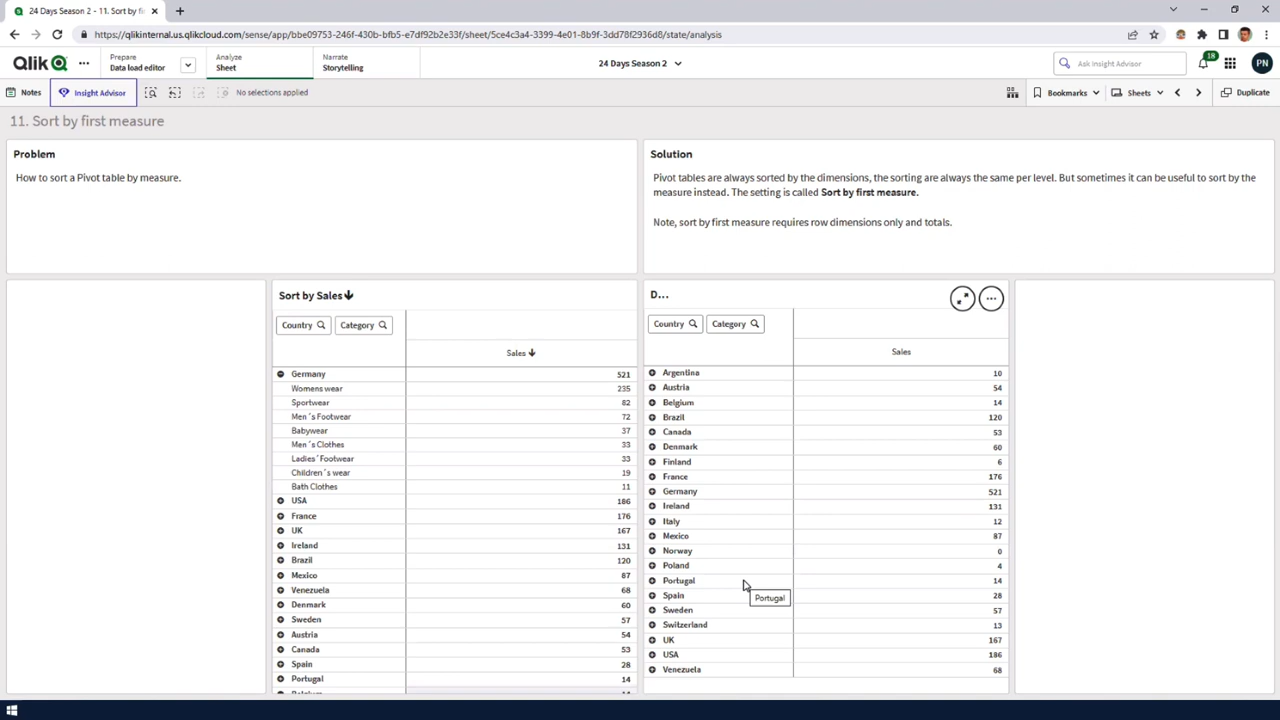 24 Days Season 2 - 11. Sort by fi
https://qlikinternal.us.qlikcloud.com/sense/app/bbe09753-246f-430b-bfb5-e7df92b2e33f/sheet/5ce4c3a4-3399-4e01-8b9f-3dd78f2936d8/state/analysis
Qlik
Prepare
Data load editor
Analyze
Sheet
Narrate
Storytelling
24 Days Season 2
Ask Insight Advisor
18
PN
Notes
Insight Advisor
No selections applied
Bookmarks
Sheets
Duplicate
11. Sort by first measure
Problem
How to sort a Pivot table by measure.
Solution
Pivot tables are always sorted by the dimensions, the sorting are always the same per level. But sometimes it can be useful to sort by the
measure instead. The setting is called Sort by first measure.
Note, sort by first measure requires row dimensions only and totals.
Sort by Sales↓
Country Category
Sales ↓
Germany 521
Womens wear 235
Sportwear 82
Men´s Footwear 72
Babywear 37
Men´s Clothes 33
Ladies´Footwear 33
Children´s wear 19
Bath Clothes 11
USA 186
France 176
UK 167
Ireland 131
Brazil 120
Mexico 87
Venezuela 68
Denmark 60
Sweden 57
Austria 54
Canada 53
Spain 28
Portugal 14
Belgium 14
D...
Country Category
Sales
Argentina 10
Austria 54
Belgium 14
Brazil 120
Canada 53
Denmark 60
Finland 6
France 176
Germany 521
Ireland 131
Italy 12
Mexico 87
Norway 0
Poland 4
Portugal 14
Portugal
Spain 28
Sweden 57
Switzerland 13
UK 167
USA 186
Venezuela 68